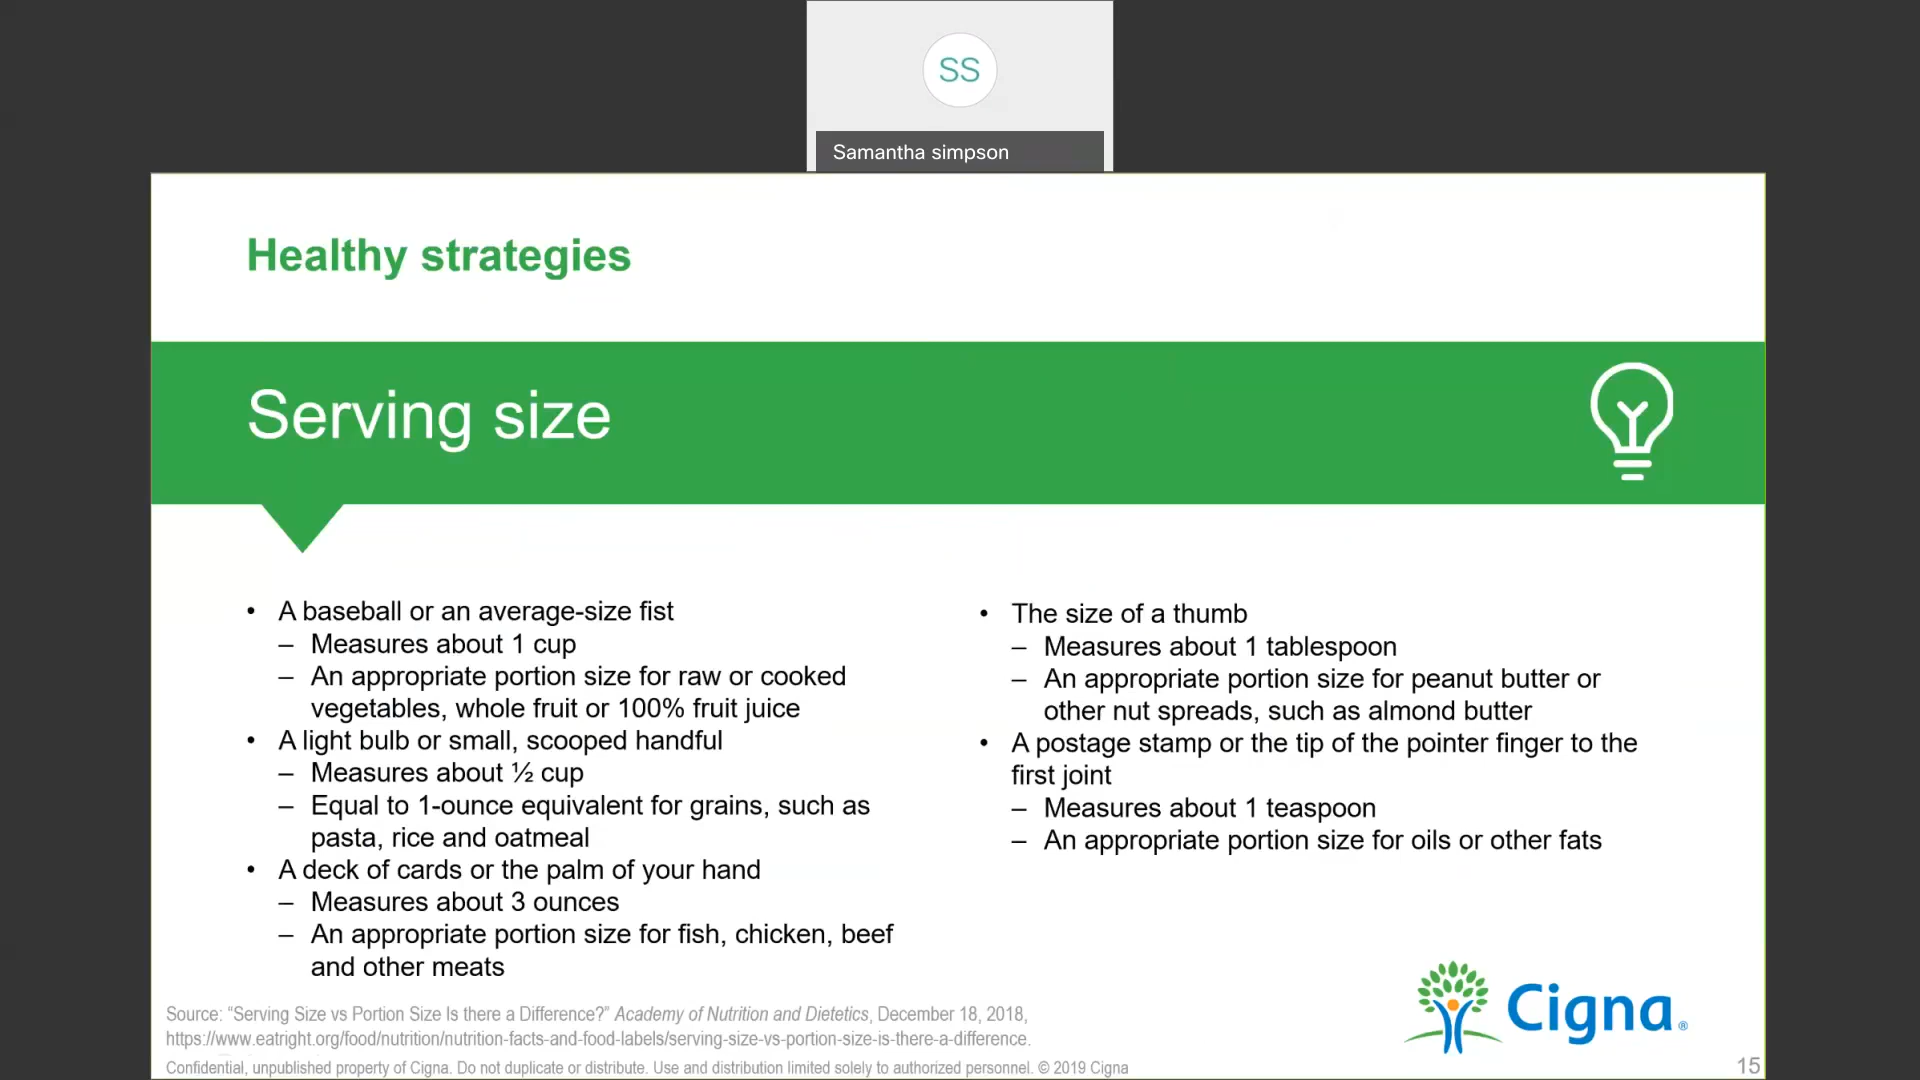 SS
Samantha simpson
Healthy strategies
Serving size
• A baseball or an average-size fist
– Measures about 1 cup
– An appropriate portion size for raw or cooked
vegetables, whole fruit or 100% fruit juice
• A light bulb or small, scooped handful
– Measures about ½ cup
– Equal to 1-ounce equivalent for grains, such as
pasta, rice and oatmeal
• A deck of cards or the palm of your hand
– Measures about 3 ounces
– An appropriate portion size for fish, chicken, beef
and other meats
• The size of a thumb
– Measures about 1 tablespoon
– An appropriate portion size for peanut butter or
other nut spreads, such as almond butter
• A postage stamp or the tip of the pointer finger to the
first joint
– Measures about 1 teaspoon
– An appropriate portion size for oils or other fats
Source: “Serving Size vs Portion Size Is there a Difference?” Academy of Nutrition and Dietetics, December 18, 2018,
https://www.eatright.org/food/nutrition/nutrition-facts-and-food-labels/serving-size-vs-portion-size-is-there-a-difference.
Confidential, unpublished property of Cigna. Do not duplicate or distribute. Use and distribution limited solely to authorized personnel. © 2019 Cigna
Cigna®
15